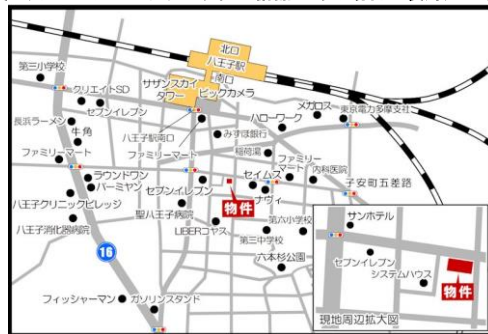 北口
八王子駅
南口
第三小学校
サザンスカイ
タワー
ビックカメラ
クリエイトSD
セブンイレブン
メガロス
東京電力多摩支社
ハローワーク
長浜ラーメン
牛角
八王子駅南口
みずほ銀行
稲荷湯
ファミリーマート
ファミリーマート
ファミリー
マート
内科医院
子安町五差路
ラウンドワン
バーミヤン
セブンイレブン
セイムス
ナヴィ
八王子クリニックビレッジ
聖八王子病院
物件
LIBERコヤス
第六小学校
八王子消化器病院
第三中学校
六本杉公園
16
フィッシャーマン
ガソリンスタンド
サンホテル
セブンイレブン
システムハウス
物件
現地周辺拡大図